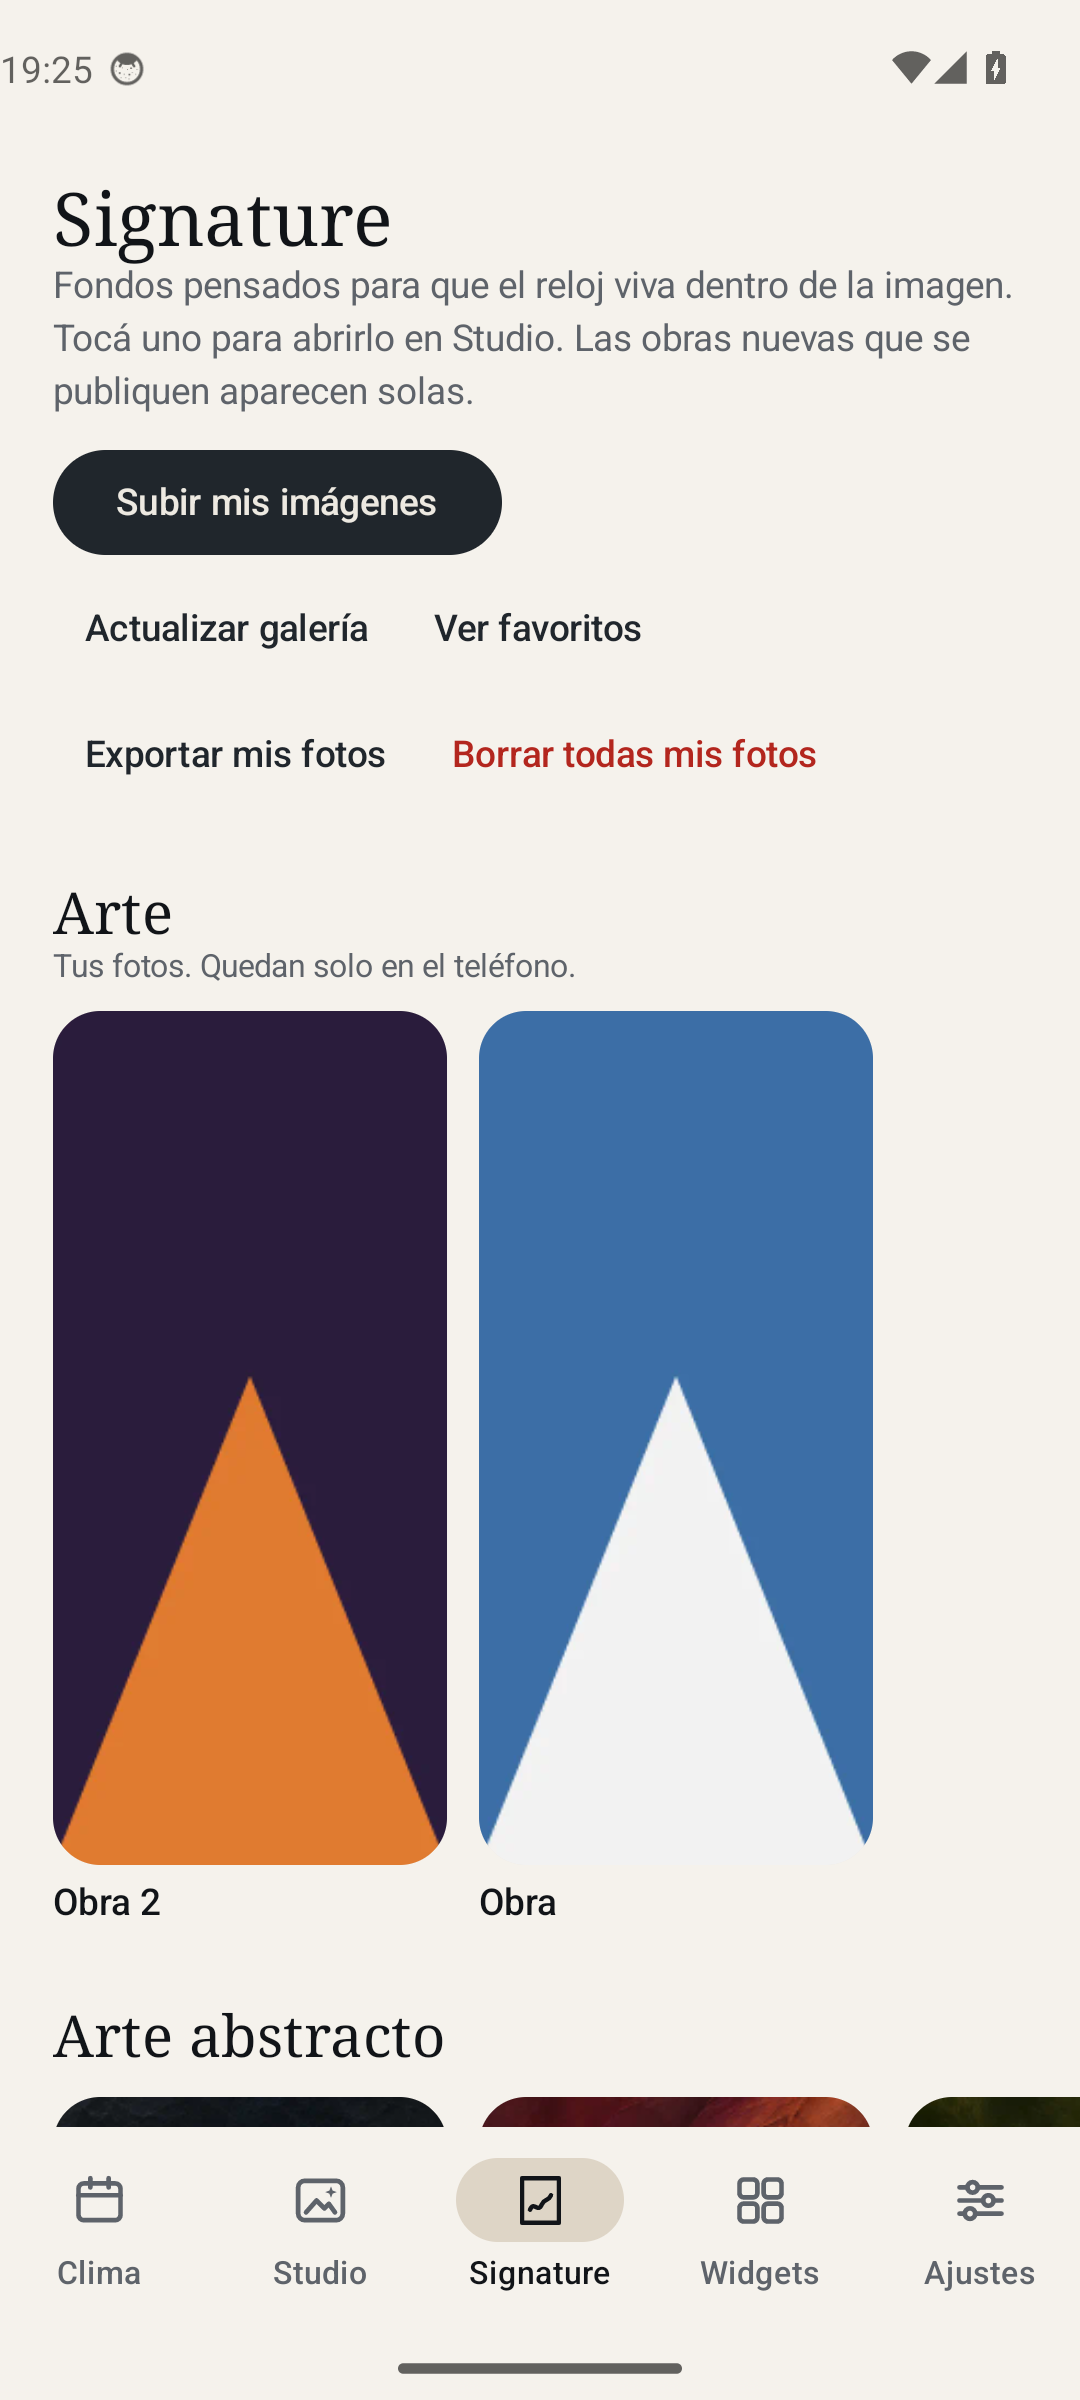 19:25
Signature
Fondos pensados para que el reloj viva dentro de la imagen.
Tocá uno para abrirlo en Studio. Las obras nuevas que se
publiquen aparecen solas.
Subir mis imágenes
Actualizar galería
Ver favoritos
Exportar mis fotos
Borrar todas mis fotos
Arte
Tus fotos. Quedan solo en el teléfono.
Obra 2
Obra
Arte abstracto
Clima
Studio
Signature
Widgets
Ajustes